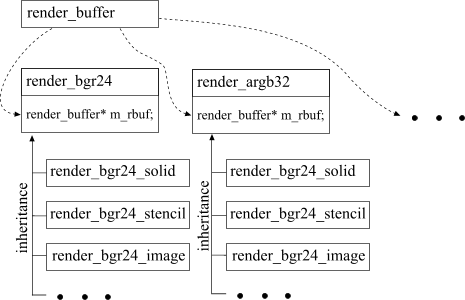 render_buffer
render_bgr24
render_buffer* m_rbuf;
inheritance
render_bgr24_solid
render_bgr24_stencil
render_bgr24_image
• • •
render_argb32
render_buffer* m_rbuf;
inheritance
render_bgr24_solid
render_bgr24_stencil
render_bgr24_image
• • •
• • •